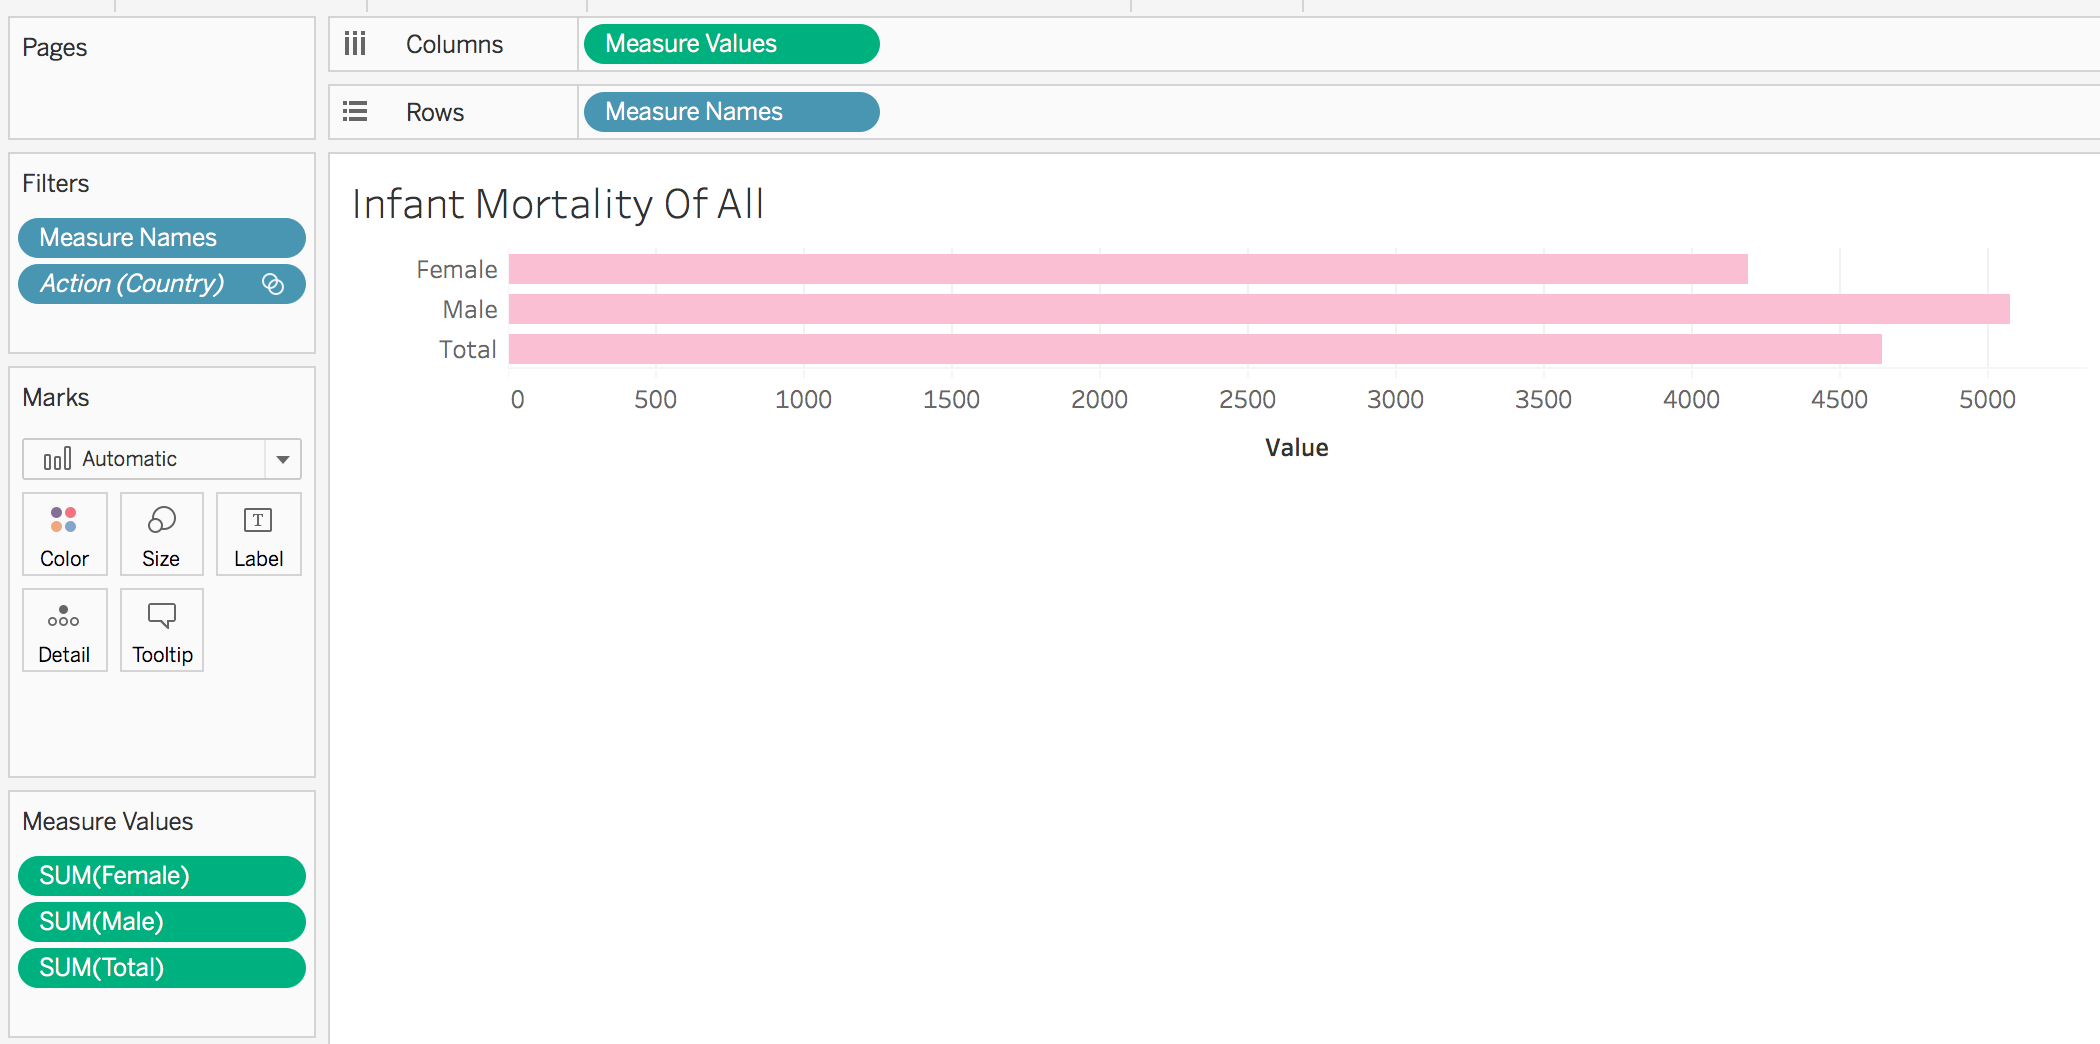 Pages
Columns
Measure Values
Rows
Measure Names
Filters
Measure Names
Action (Country)
Infant Mortality Of All
Female
Male
Total
0 500 1000 1500 2000 2500 3000 3500 4000 4500 5000
Value
Marks
Automatic
Color Size Label
T
Detail Tooltip
Measure Values
SUM(Female)
SUM(Male)
SUM(Total)